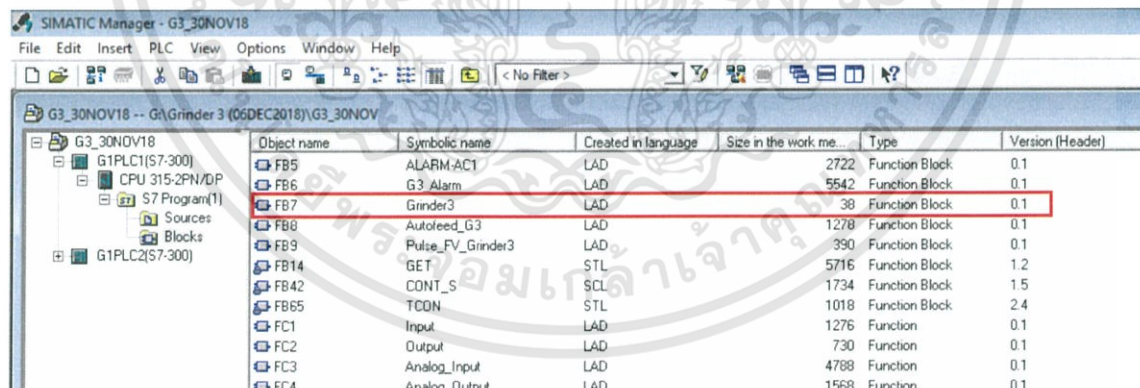 SIMATIC Manager - G3_30NOV18
File Edit Insert PLC View Options Window Help
< No Filter >
G3_30NOV18 -- G:\Grinder 3 (06DEC2018)\G3_30NOV
G3_30NOV18
G1PLC1(S7-300)
CPU 315-2PN/DP
S7 Program(1)
Sources
Blocks
G1PLC2(S7-300)
Object name Symbolic name Created in language Size in the work me... Type Version (Header)
FB5 ALARM-AC1 LAD 2722 Function Block 0.1
FB6 G3_Alarm LAD 5542 Function Block 0.1
FB7 Grinder3 LAD 38 Function Block 0.1
FB8 Autofeed_G3 LAD 1278 Function Block 0.1
FB9 Pulse_FV_Grinder3 LAD 390 Function Block 0.1
FB14 GET STL 5716 Function Block 1.2
FB42 CONT_S SCL 1734 Function Block 1.5
FB65 TCON STL 1018 Function Block 2.4
FC1 Input LAD 1276 Function 0.1
FC2 Output LAD 730 Function 0.1
FC3 Analog_Input LAD 4788 Function 0.1
FC4 Analog_Output LAD 1568 Function 0.1